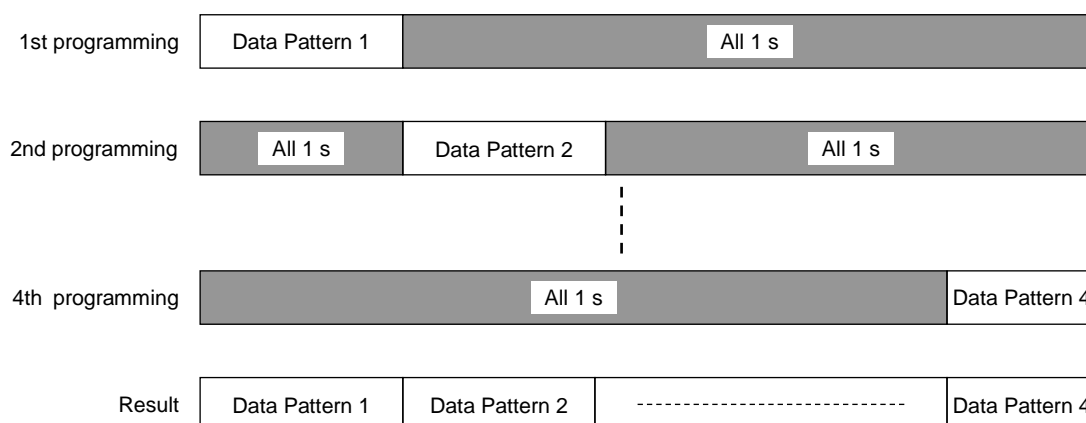 1st programming Data Pattern 1 All 1 s
2nd programming All 1 s Data Pattern 2 All 1 s
4th programming All 1 s Data Pattern 4
Result Data Pattern 1 Data Pattern 2 Data Pattern 4